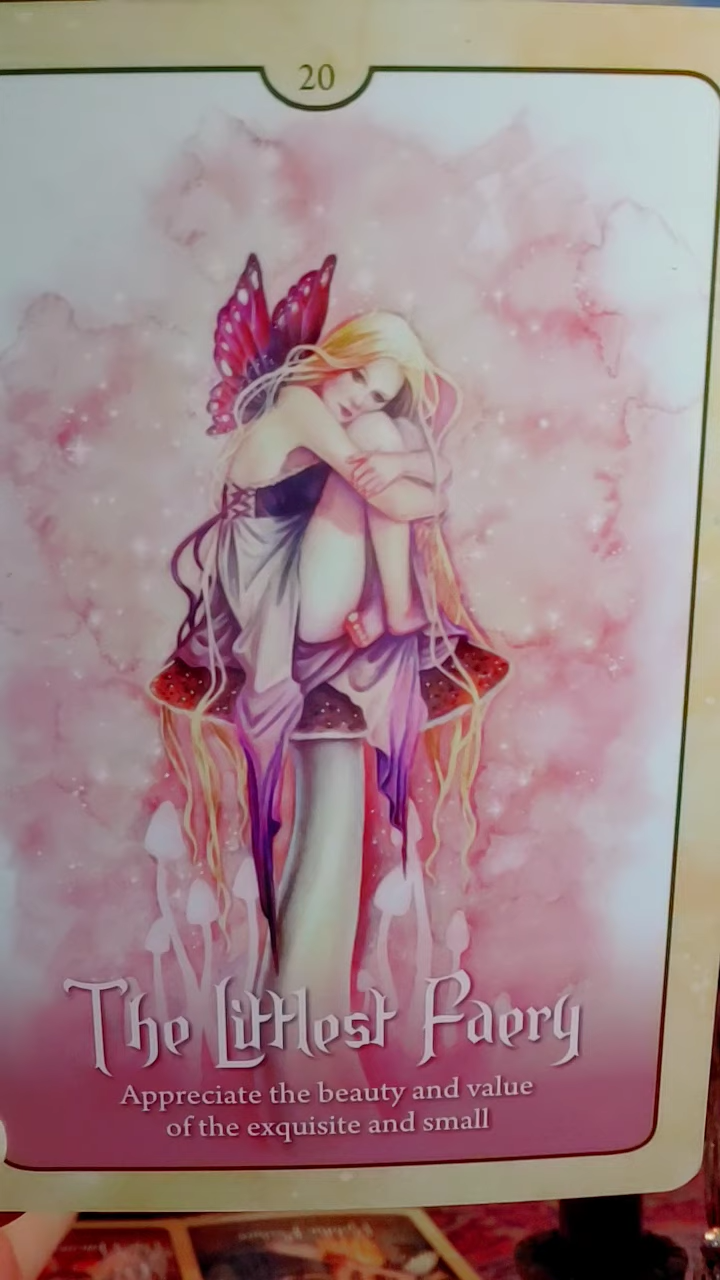 20
The Littlest Faery
Appreciate the beauty and value
of the exquisite and small